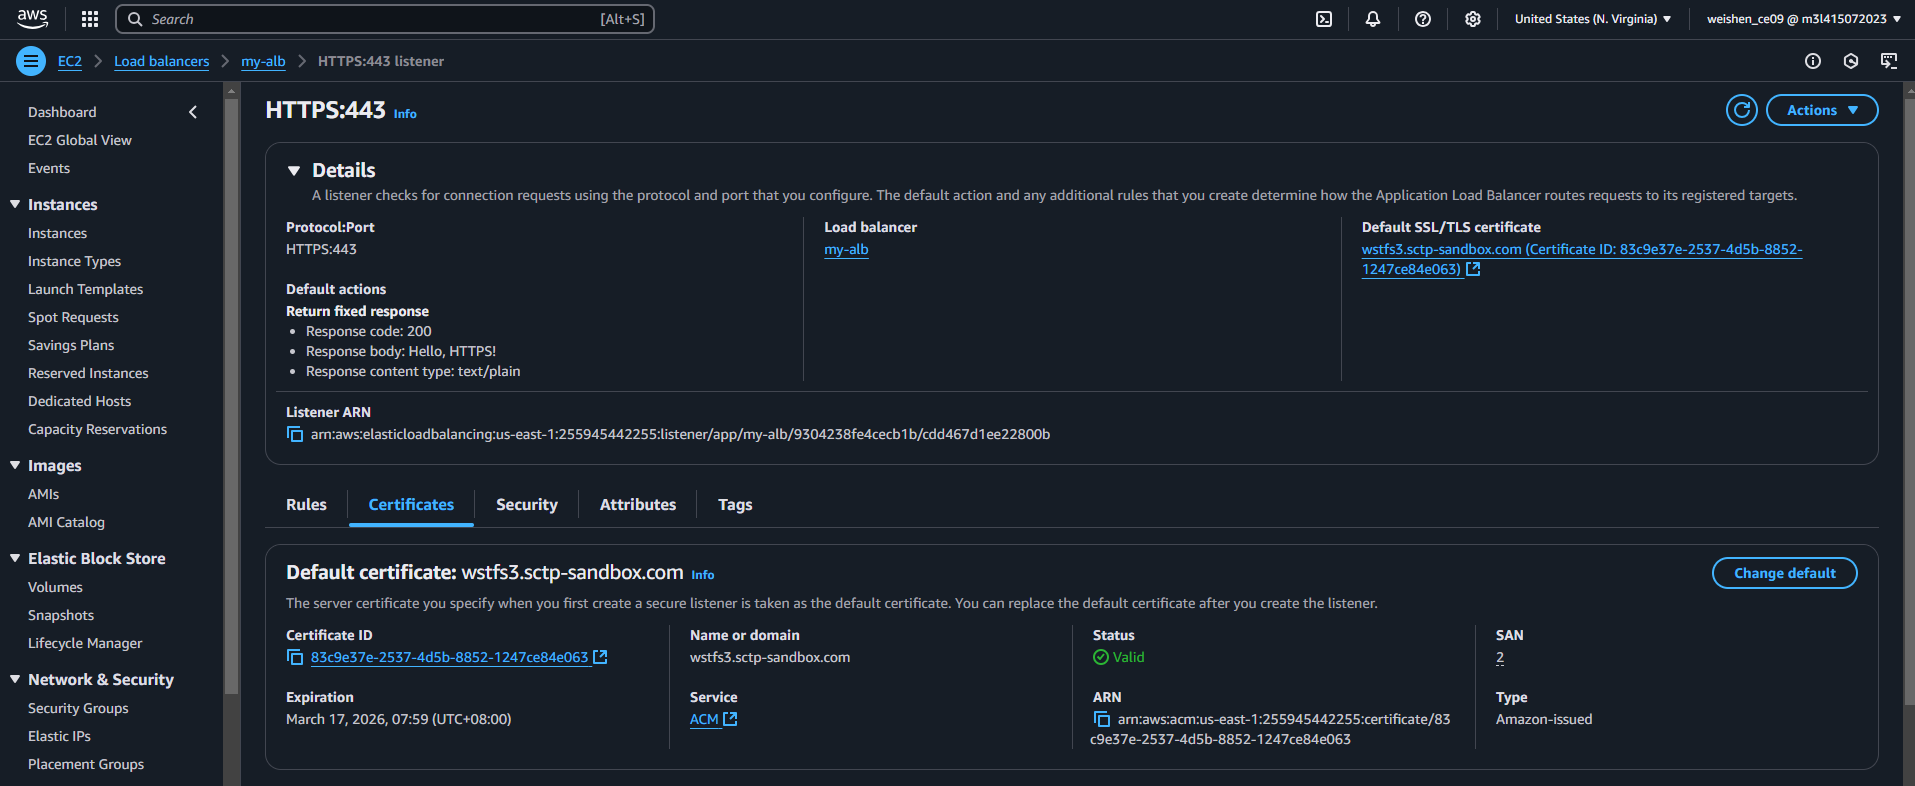 aws
Search [Alt+S]
United States (N. Virginia) weishen_ce09 @ m3l415072023
EC2 Load balancers my-alb HTTPS:443 listener
Dashboard
EC2 Global View
Events
Instances
Instances
Instance Types
Launch Templates
Spot Requests
Savings Plans
Reserved Instances
Dedicated Hosts
Capacity Reservations
Images
AMIs
AMI Catalog
Elastic Block Store
Volumes
Snapshots
Lifecycle Manager
Network & Security
Security Groups
Elastic IPs
Placement Groups
HTTPS:443 Info
Actions
Details
A listener checks for connection requests using the protocol and port that you configure. The default action and any additional rules that you create determine how the Application Load Balancer routes requests to its registered targets.
Protocol:Port
HTTPS:443
Load balancer
my-alb
Default SSL/TLS certificate
wstfs3.sctp-sandbox.com (Certificate ID: 83c9e37e-2537-4d5b-8852-
1247ce84e063)
Default actions
Return fixed response
• Response code: 200
• Response body: Hello, HTTPS!
• Response content type: text/plain
Listener ARN
arn:aws:elasticloadbalancing:us-east-1:255945442255:listener/app/my-alb/9304238fe4cecb1b/cdd467d1ee22800b
Rules Certificates Security Attributes Tags
Default certificate: wstfs3.sctp-sandbox.com Info
Change default
The server certificate you specify when you first create a secure listener is taken as the default certificate. You can replace the default certificate after you create the listener.
Certificate ID
83c9e37e-2537-4d5b-8852-1247ce84e063
Name or domain
wstfs3.sctp-sandbox.com
Status
Valid
SAN
2
Expiration
March 17, 2026, 07:59 (UTC+08:00)
Service
ACM
ARN
arn:aws:acm:us-east-1:255945442255:certificate/83
c9e37e-2537-4d5b-8852-1247ce84e063
Type
Amazon-issued